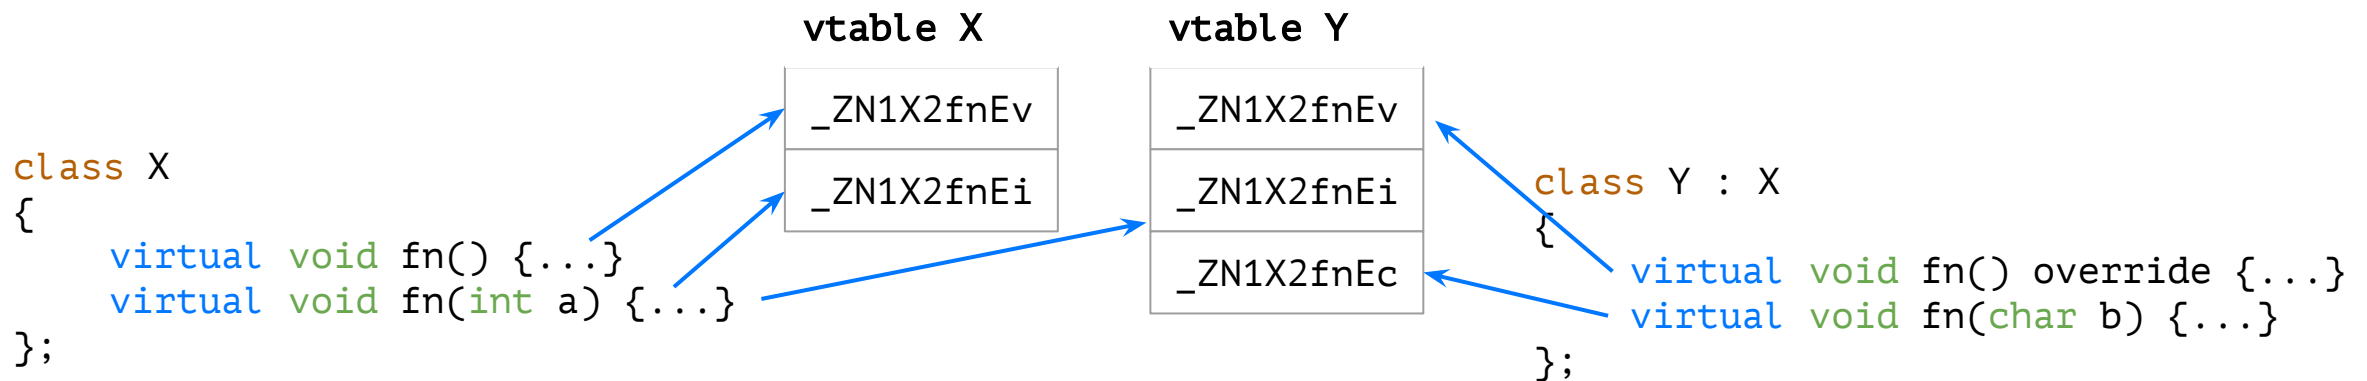 vtable X
vtable Y
_ZN1X2fnEv
_ZN1X2fnEi
_ZN1X2fnEv
_ZN1X2fnEi
_ZN1X2fnEc
class X
{
    virtual void fn() {...}
    virtual void fn(int a) {...}
};
class Y : X
{
    virtual void fn() override {...}
    virtual void fn(char b) {...}
};